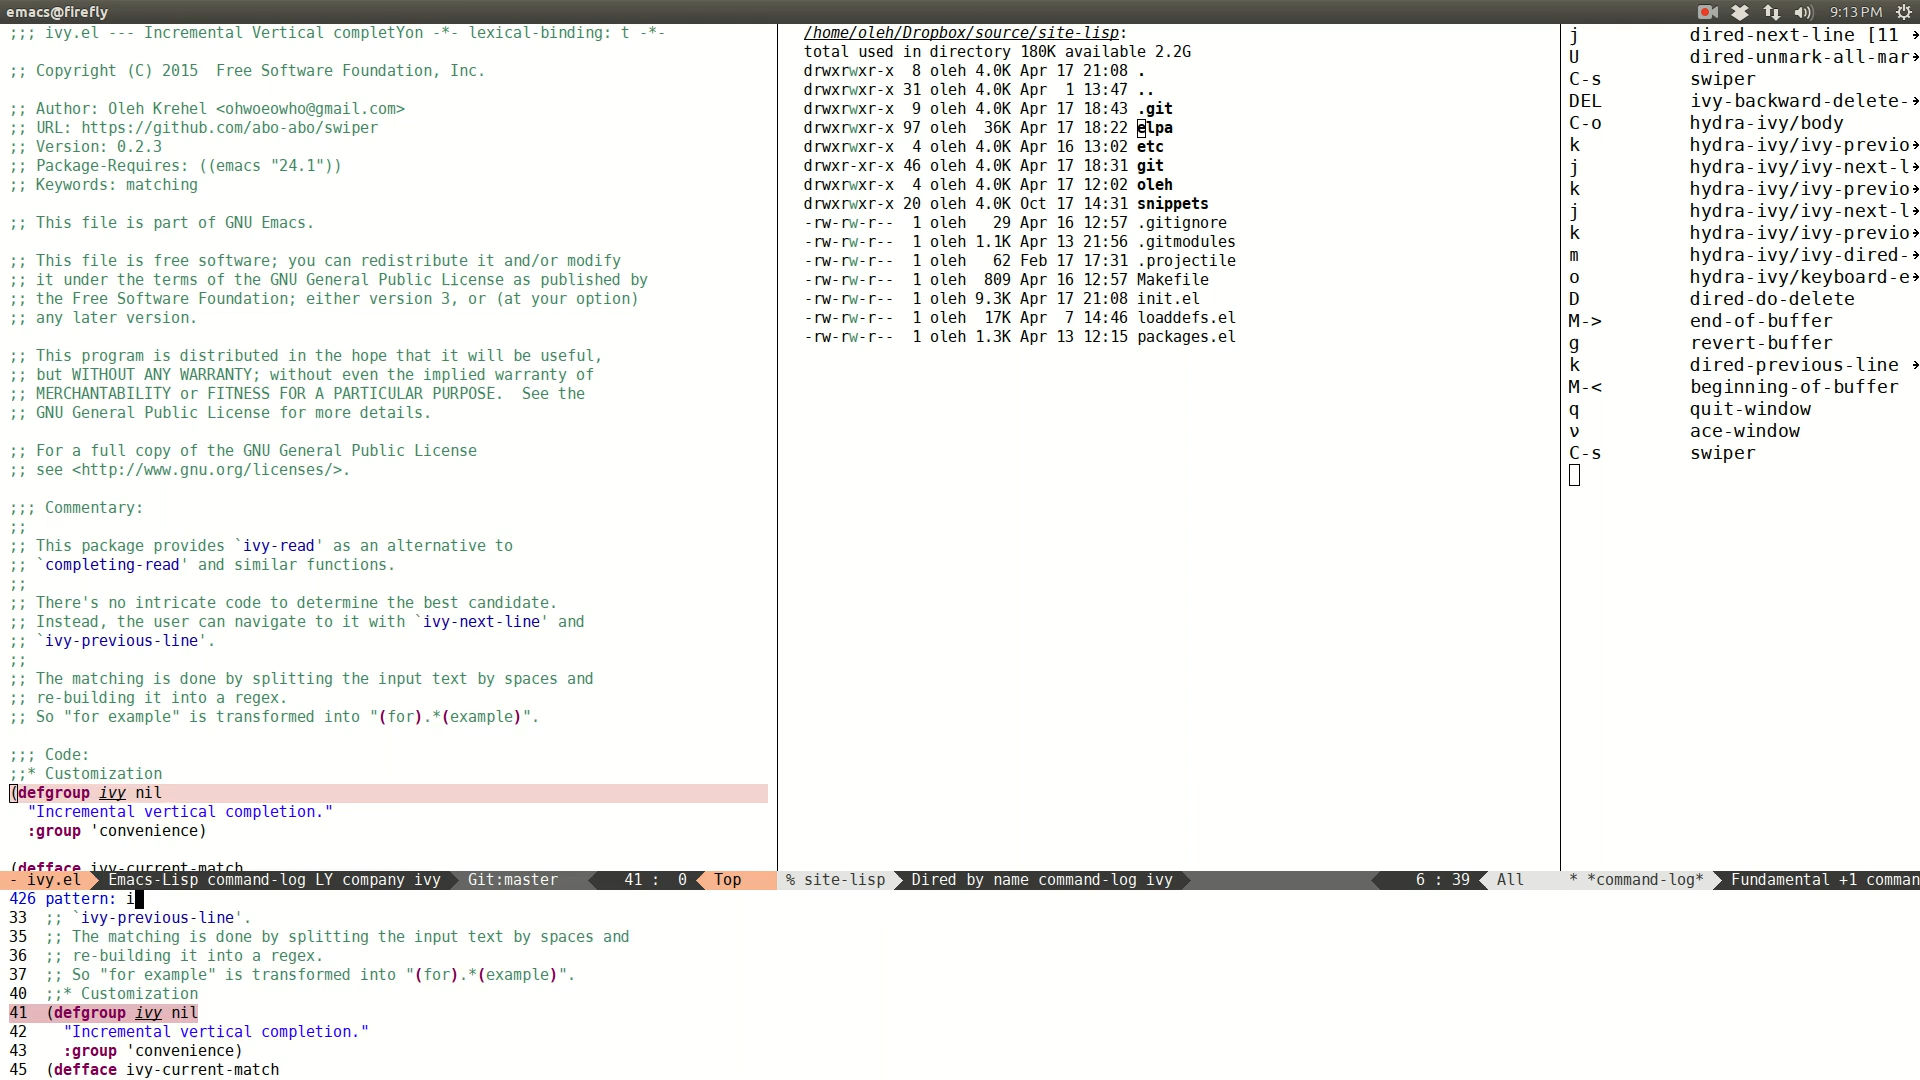 emacs@firefly
9:13 PM
;;; ivy.el --- Incremental Vertical completYon -*- lexical-binding: t -*-
;; Copyright (C) 2015  Free Software Foundation, Inc.
;; Author: Oleh Krehel <ohwoeowho@gmail.com>
;; URL: https://github.com/abo-abo/swiper
;; Version: 0.2.3
;; Package-Requires: ((emacs "24.1"))
;; Keywords: matching
;; This file is part of GNU Emacs.
;; This file is free software; you can redistribute it and/or modify
;; it under the terms of the GNU General Public License as published by
;; the Free Software Foundation; either version 3, or (at your option)
;; any later version.
;; This program is distributed in the hope that it will be useful,
;; but WITHOUT ANY WARRANTY; without even the implied warranty of
;; MERCHANTABILITY or FITNESS FOR A PARTICULAR PURPOSE.  See the
;; GNU General Public License for more details.
;; For a full copy of the GNU General Public License
;; see <http://www.gnu.org/licenses/>.
;;; Commentary:
;;
;; This package provides `ivy-read' as an alternative to
;; `completing-read' and similar functions.
;;
;; There's no intricate code to determine the best candidate.
;; Instead, the user can navigate to it with `ivy-next-line' and
;; `ivy-previous-line'.
;;
;; The matching is done by splitting the input text by spaces and
;; re-building it into a regex.
;; So "for example" is transformed into "(for).*(example)".
;;; Code:
;;* Customization
(defgroup ivy nil
  "Incremental vertical completion."
  :group 'convenience)
(defface ivy-current-match
- ivy.el Emacs-Lisp command-log LY company ivy Git:master 41 :  0 Top
/home/oleh/Dropbox/source/site-lisp:
total used in directory 180K available 2.2G
drwxrwxr-x  8 oleh 4.0K Apr 17 21:08 .
drwxrwxr-x 31 oleh 4.0K Apr  1 13:47 ..
drwxrwxr-x  9 oleh 4.0K Apr 17 18:43 .git
drwxrwxr-x 97 oleh  36K Apr 17 18:22 elpa
drwxrwxr-x  4 oleh 4.0K Apr 16 13:02 etc
drwxr-xr-x 46 oleh 4.0K Apr 17 18:31 git
drwxrwxr-x  4 oleh 4.0K Apr 17 12:02 oleh
drwxrwxr-x 20 oleh 4.0K Oct 17 14:31 snippets
-rw-rw-r--  1 oleh   29 Apr 16 12:57 .gitignore
-rw-rw-r--  1 oleh 1.1K Apr 13 21:56 .gitmodules
-rw-rw-r--  1 oleh   62 Feb 17 17:31 .projectile
-rw-rw-r--  1 oleh  809 Apr 16 12:57 Makefile
-rw-rw-r--  1 oleh 9.3K Apr 17 21:08 init.el
-rw-rw-r--  1 oleh  17K Apr  7 14:46 loaddefs.el
-rw-rw-r--  1 oleh 1.3K Apr 13 12:15 packages.el
% site-lisp Dired by name command-log ivy 6 : 39 All
j dired-next-line [11
U dired-unmark-all-mar
C-s swiper
DEL ivy-backward-delete-
C-o hydra-ivy/body
k hydra-ivy/ivy-previo
j hydra-ivy/ivy-next-l
k hydra-ivy/ivy-previo
j hydra-ivy/ivy-next-l
k hydra-ivy/ivy-previo
m hydra-ivy/ivy-dired-
o hydra-ivy/keyboard-e
D dired-do-delete
M-> end-of-buffer
g revert-buffer
k dired-previous-line
M-< beginning-of-buffer
q quit-window
ν ace-window
C-s swiper
* *command-log* Fundamental +1 comman
426 pattern: i
33  ;; `ivy-previous-line'.
35  ;; The matching is done by splitting the input text by spaces and
36  ;; re-building it into a regex.
37  ;; So "for example" is transformed into "(for).*(example)".
40  ;;* Customization
41  (defgroup ivy nil
42    "Incremental vertical completion."
43    :group 'convenience)
45  (defface ivy-current-match